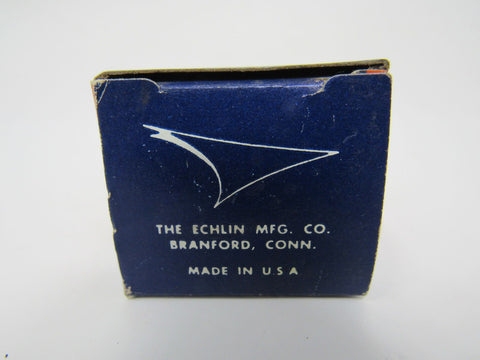 THE ECHLIN MFG. CO.
BRANFORD, CONN.
MADE IN U.S A